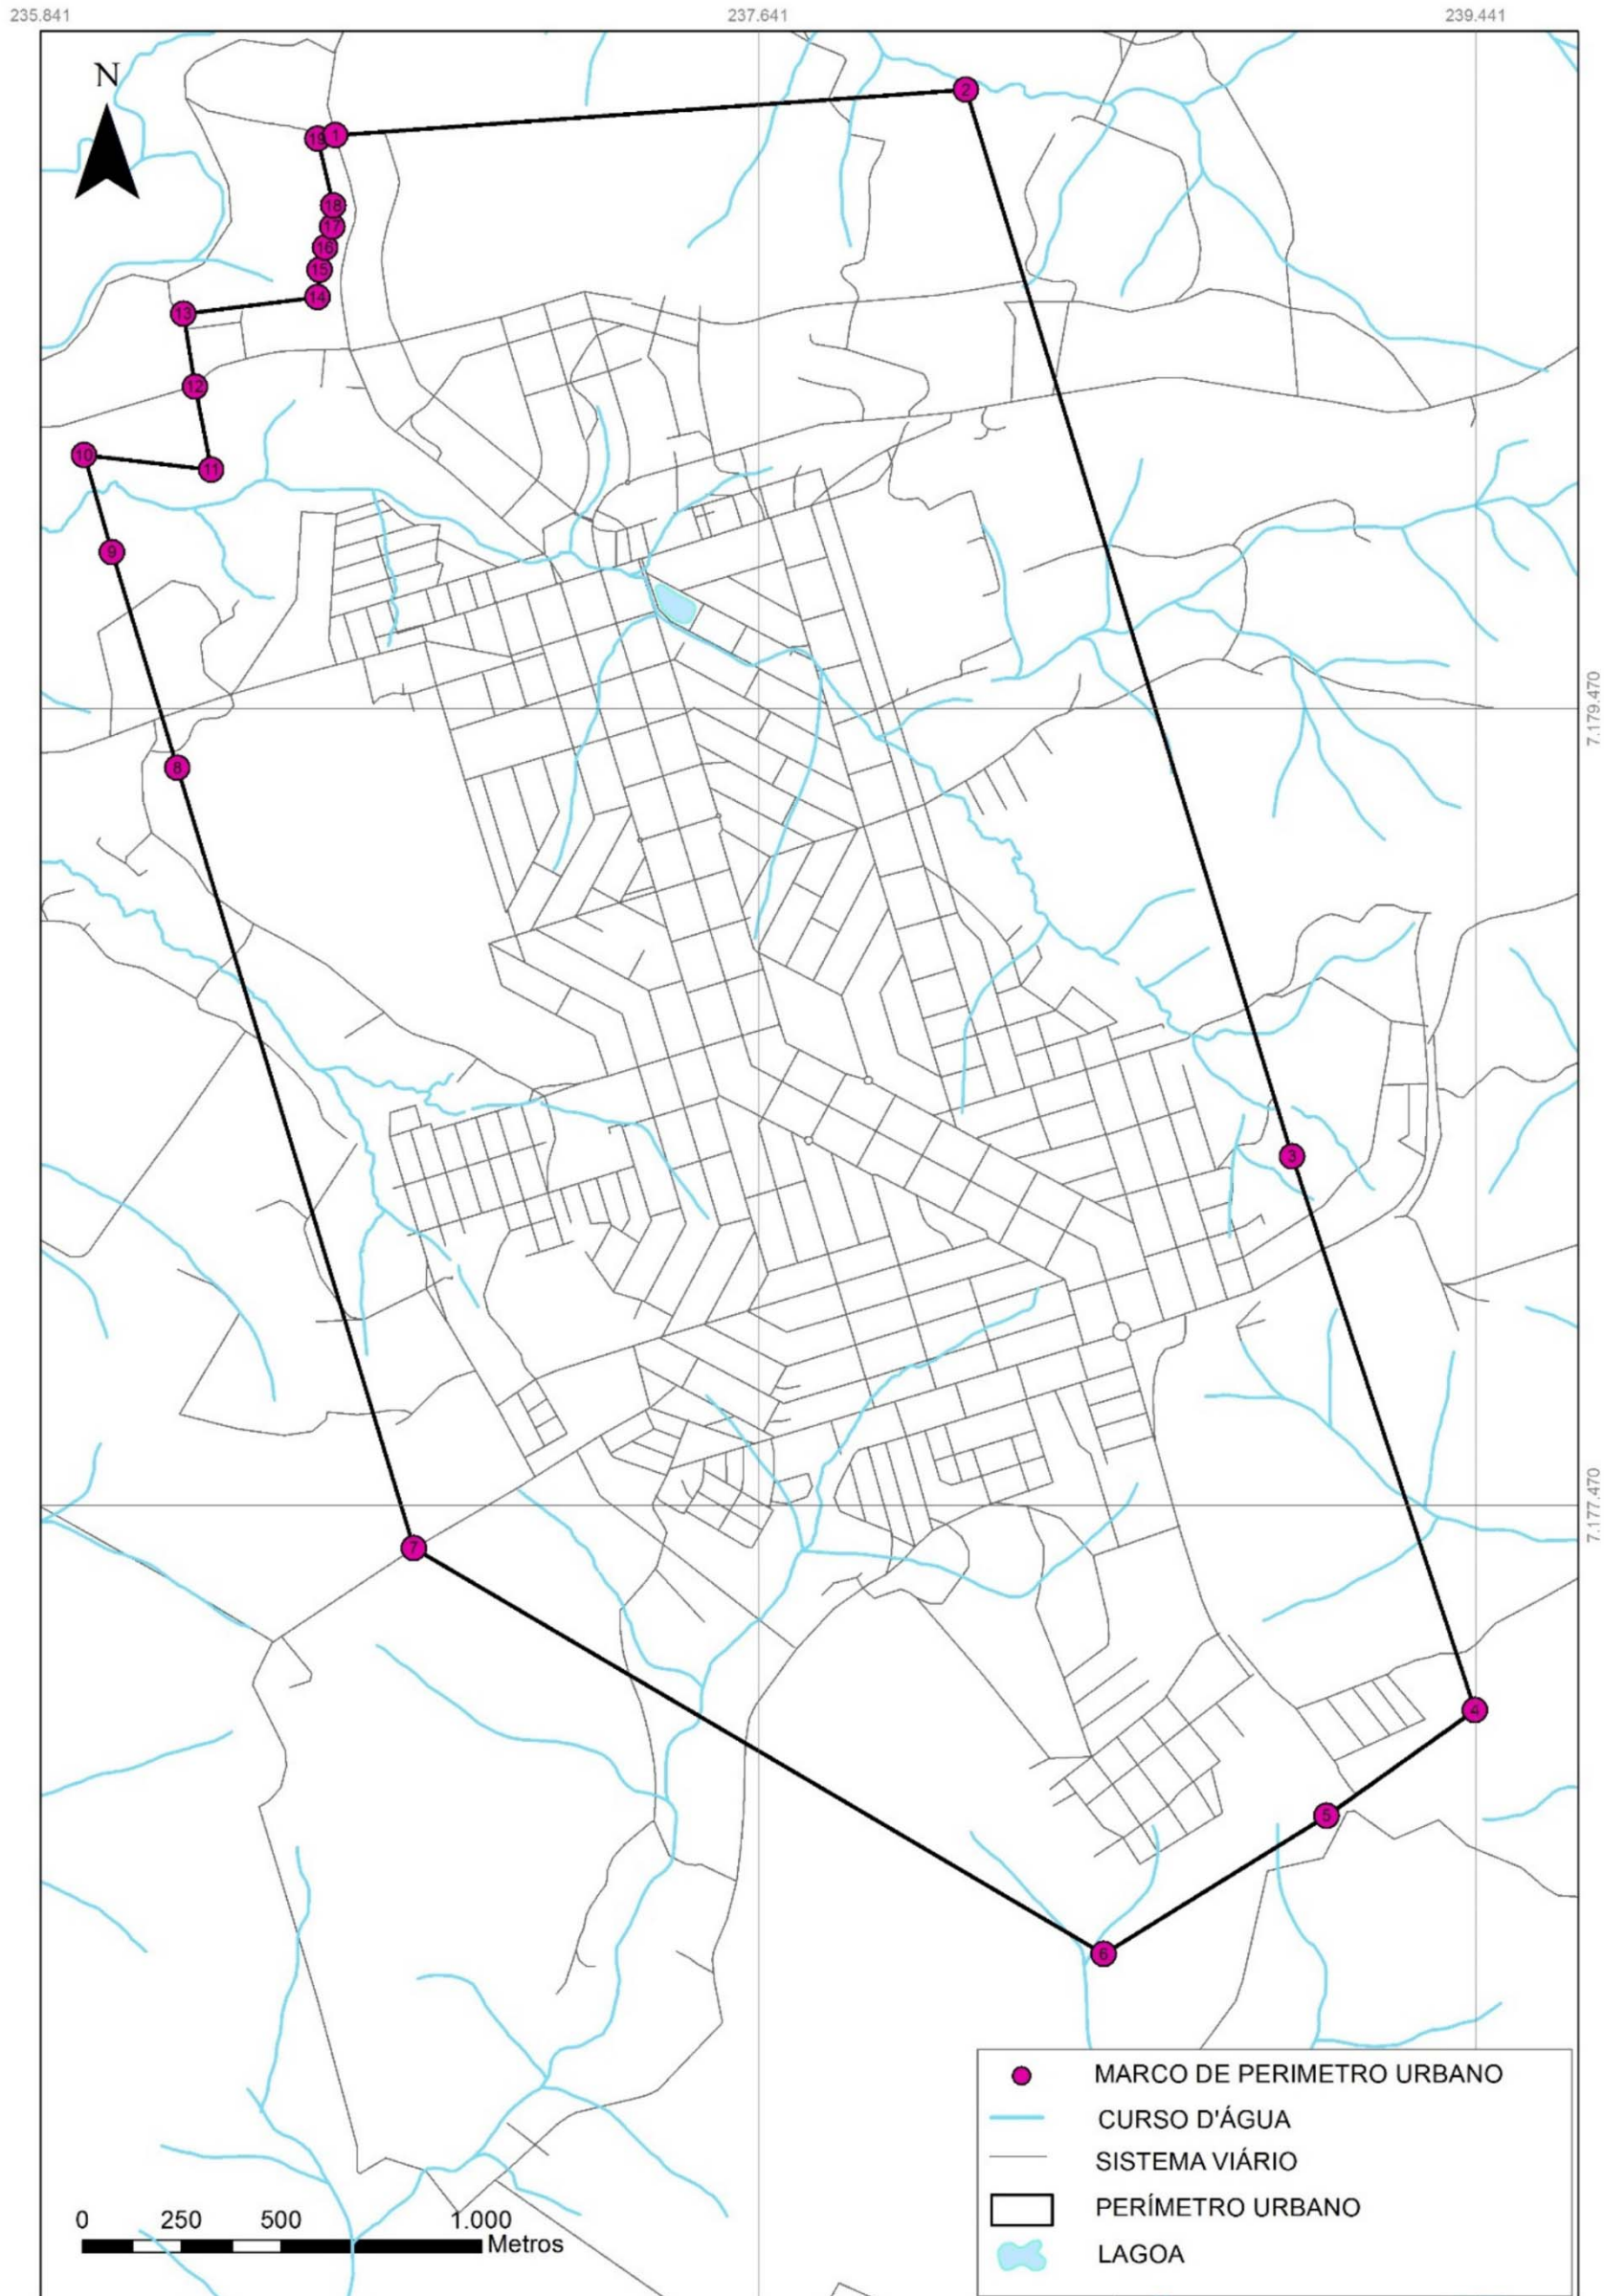 235.841 237.641 239.441
N
2
19 1
18
17
16
15
14
13
12
10
11
9
7.179.470
8
3
7.177.470
7
4
5
6
MARCO DE PERIMETRO URBANO
CURSO D'ÁGUA
SISTEMA VIÁRIO
PERÍMETRO URBANO
LAGOA
0 250 500 1.000
Metros